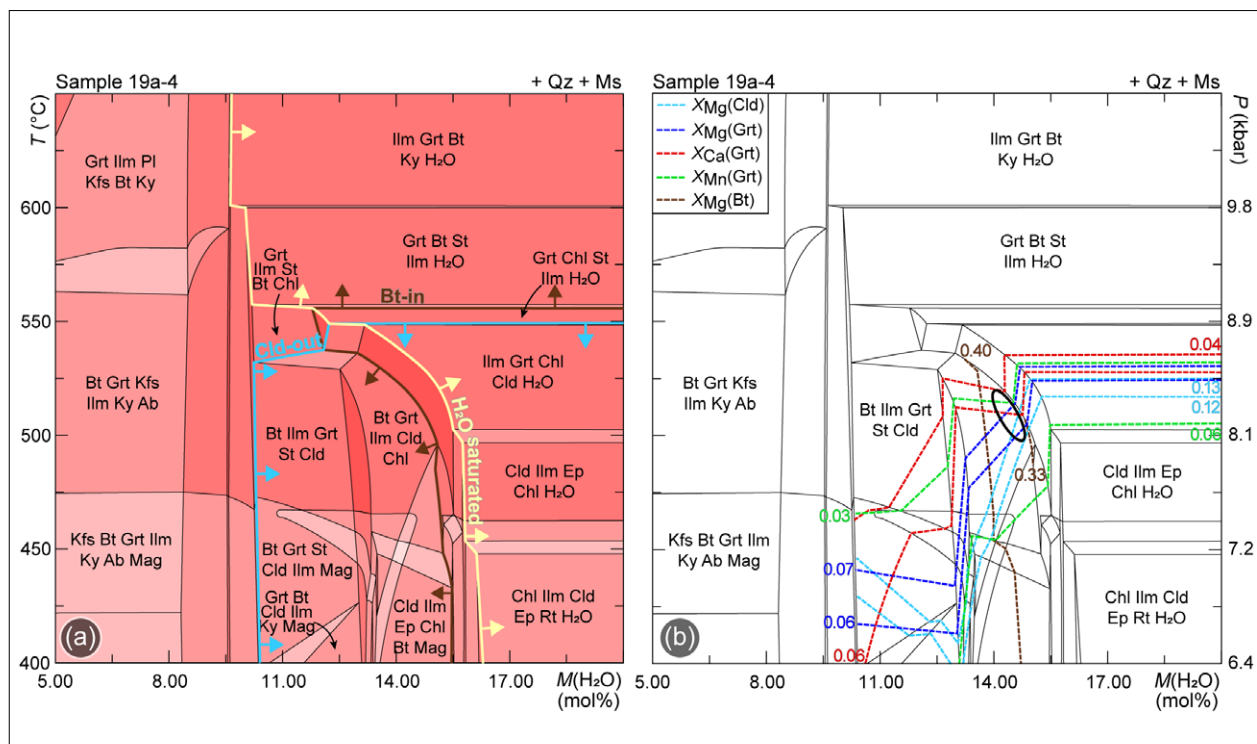 Sample 19a-4
+ Qz + Ms
T (°C)
600
550
500
450
400
5.00
8.00
11.00
14.00
17.00
M(H₂O)
(mol%)
Grt Ilm Pl
Kfs Bt Ky
Ilm Grt Bt
Ky H₂O
Grt Bt St
Ilm H₂O
Grt
Ilm St
Bt Chl
Grt Chl St
Ilm H₂O
Bt-in
Cld-out
Ilm Grt Chl
Cld H₂O
Bt Grt Kfs
Ilm Ky Ab
Bt Ilm Grt
St Cld
Bt Grt
Ilm Cld
Chl
H₂O saturated
Cld Ilm Ep
Chl H₂O
Kfs Bt Grt Ilm
Ky Ab Mag
Bt Grt St
Cld Ilm Mag
Grt Bt
Cld Ilm
Ky Mag
Cld Ilm
Ep Chl
Bt Mag
Chl Ilm Cld
Ep Rt H₂O
(a)
Sample 19a-4
+ Qz + Ms
XMg(Cld)
XMg(Grt)
XCa(Grt)
XMn(Grt)
XMg(Bt)
P (kbar)
9.8
8.9
8.1
7.2
6.4
Ilm Grt Bt
Ky H₂O
Grt Bt St
Ilm H₂O
0.40
0.04
0.13
0.12
0.06
Bt Grt Kfs
Ilm Ky Ab
Bt Ilm Grt
St Cld
0.33
Cld Ilm Ep
Chl H₂O
0.03
Kfs Bt Grt Ilm
Ky Ab Mag
0.07
0.06
0.06
Chl Ilm Cld
Ep Rt H₂O
(b)
5.00
8.00
11.00
14.00
17.00
M(H₂O)
(mol%)